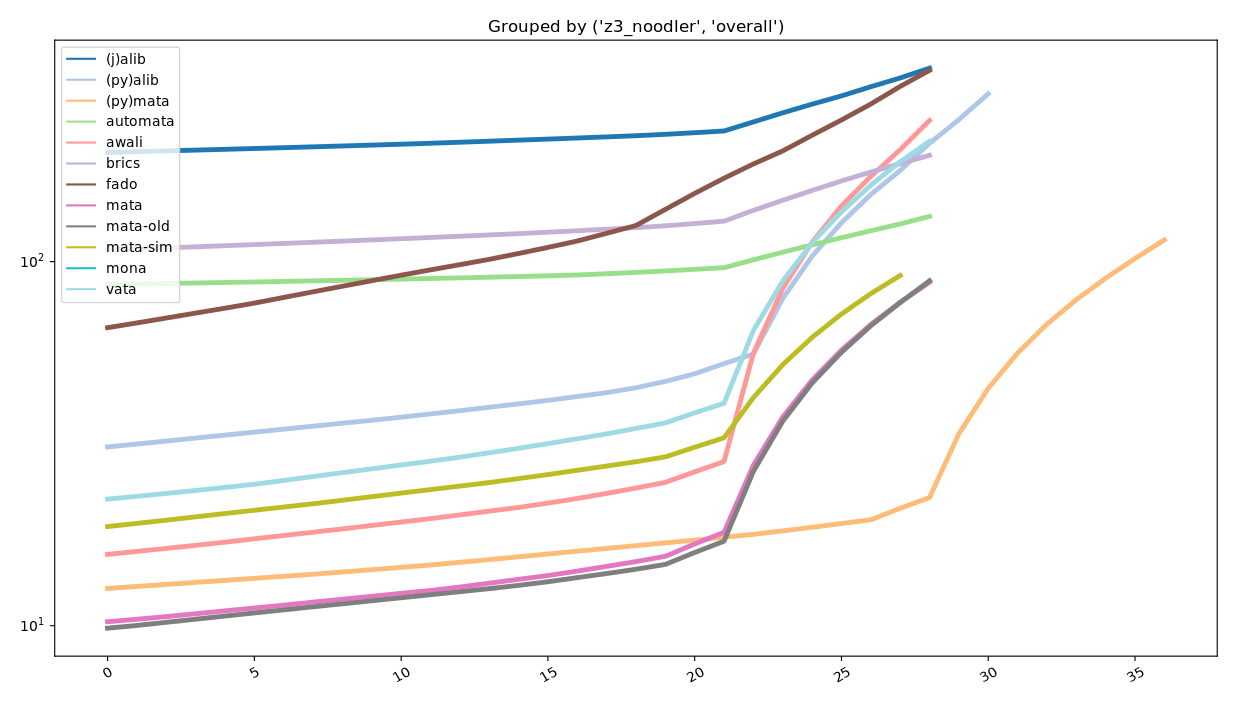 Grouped by ('z3_noodler', 'overall')
(j)alib
(py)alib
(py)mata
automata
awali
brics
fado
mata
mata-old
mata-sim
mona
vata
10²
10¹
0 5 10 15 20 25 30 35